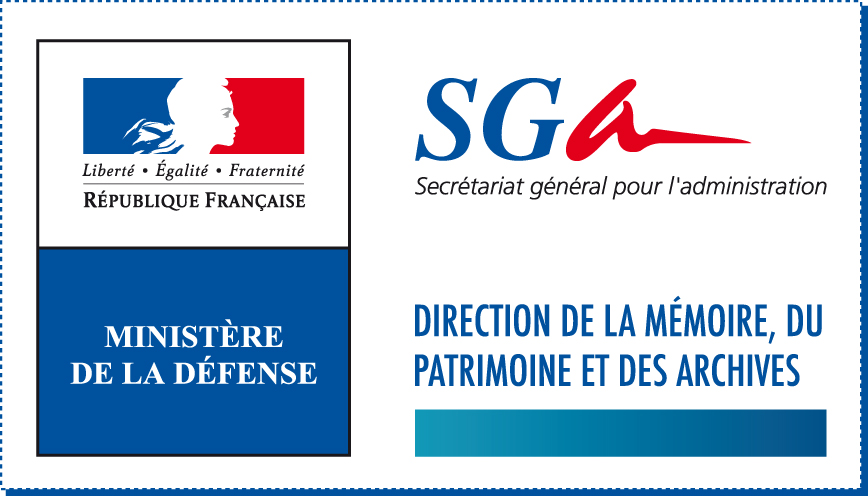 Liberté • Égalité • Fraternité
RÉPUBLIQUE FRANÇAISE
MINISTÈRE
DE LA DÉFENSE
SGa
Secrétariat général pour l'administration
DIRECTION DE LA MÉMOIRE, DU
PATRIMOINE ET DES ARCHIVES